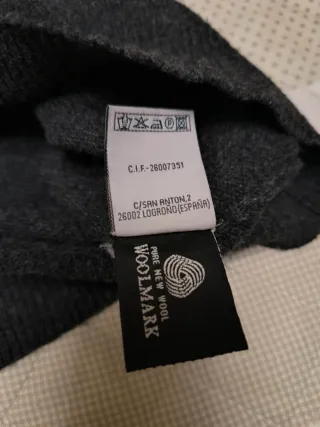 C.I.F.-26007351
C/SAN ANTON,2
26002 LOGROÑO(ESPAÑA)
PURE NEW WOOL
WOOLMARK